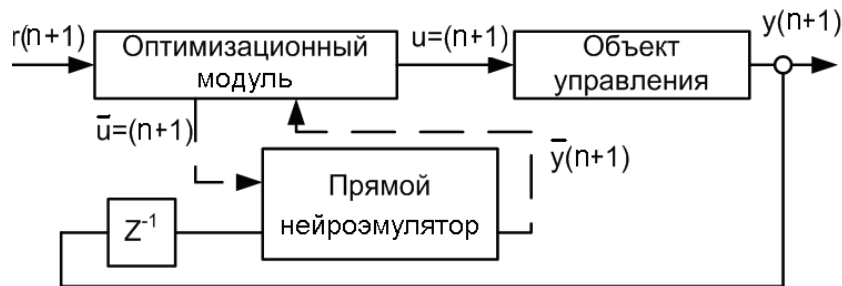 r(n+1)
Оптимизационный
модуль
u=(n+1)
Объект
управления
y(n+1)
u̅=(n+1)
y̅(n+1)
Прямой
нейроэмулятор
Z⁻¹